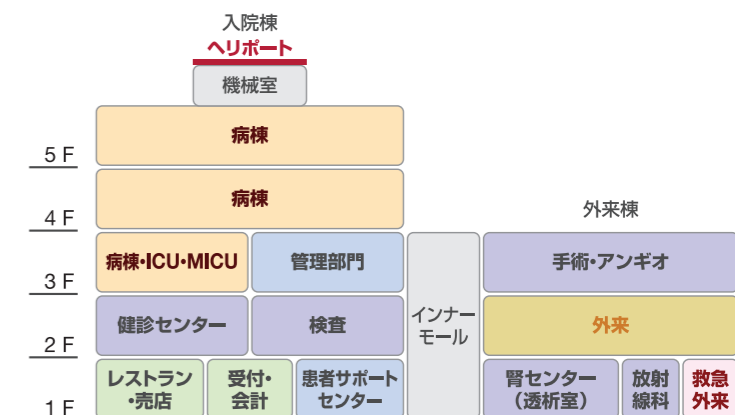 入院棟
ヘリポート
機械室
病棟
5 F
病棟
4 F
外来棟
病棟・ICU・MICU
管理部門
手術・アンギオ
3 F
インナー
モール
健診センター
検査
外来
2 F
レストラン
・売店
受付・
会計
患者サポート
センター
腎センター
（透析室）
放射
線科
救急
外来
1 F